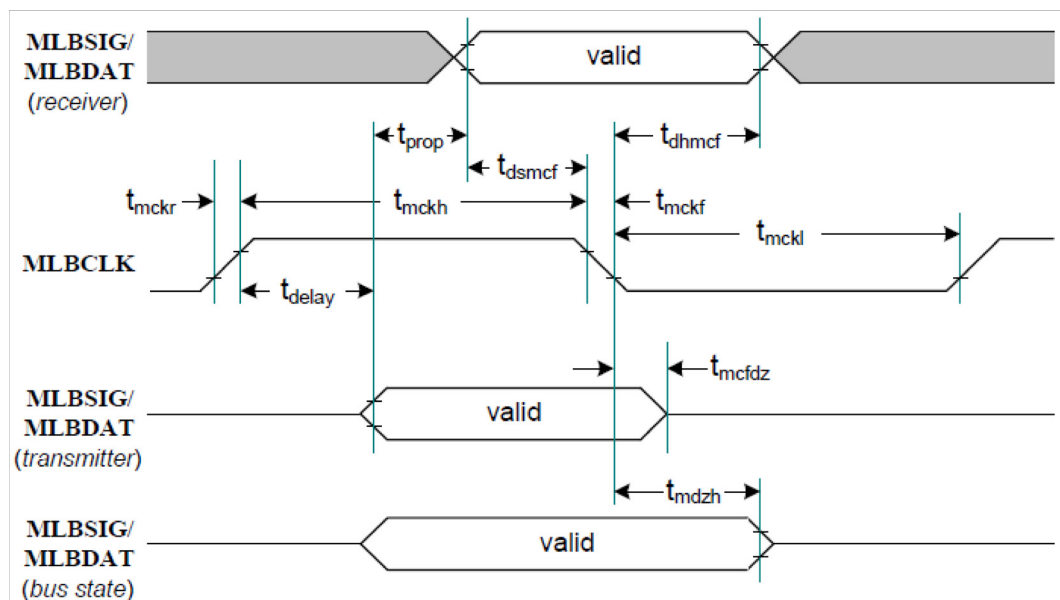 MLBSIG/
MLBDAT
(receiver)
valid
tprop
tdhmcf
tdsmcf
tmckr
tmckh
tmckf
tmckl
MLBCLK
tdelay
tmcfdz
MLBSIG/
MLBDAT
(transmitter)
valid
tmdzh
MLBSIG/
MLBDAT
(bus state)
valid